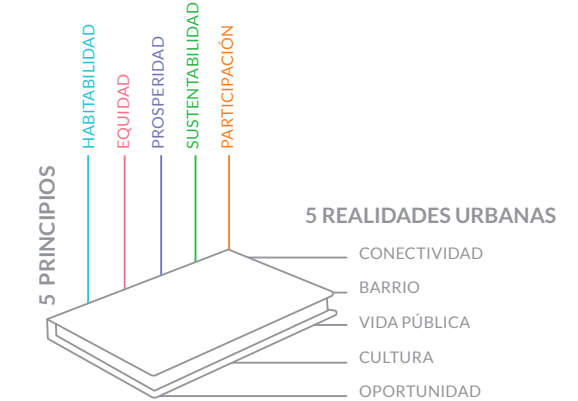 5 PRINCIPIOS
HABITABILIDAD
EQUIDAD
PROSPERIDAD
SUSTENTABILIDAD
PARTICIPACIÓN
5 REALIDADES URBANAS
CONECTIVIDAD
BARRIO
VIDA PÚBLICA
CULTURA
OPORTUNIDAD